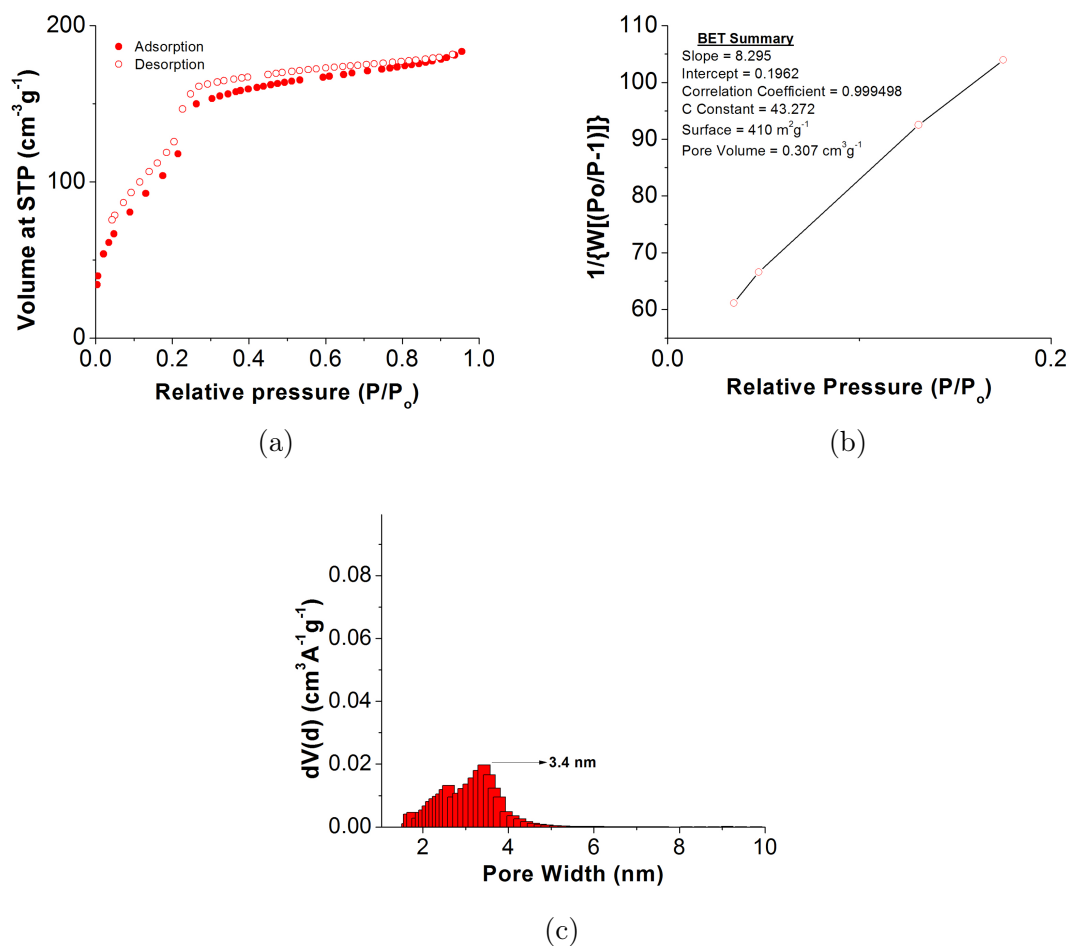 200
100
0
Volume at STP (cm⁻³g⁻¹)
Adsorption
Desorption
0.0 0.2 0.4 0.6 0.8 1.0
Relative pressure (P/Pₒ)
(a)
110
100
90
80
70
60
1/{W[(Po/P-1)]}
BET Summary
Slope = 8.295
Intercept = 0.1962
Correlation Coefficient = 0.999498
C Constant = 43.272
Surface = 410 m²g⁻¹
Pore Volume = 0.307 cm³g⁻¹
0.0 0.2
Relative Pressure (P/Pₒ)
(b)
0.08
0.06
0.04
0.02
0.00
dV(d) (cm³A⁻¹g⁻¹)
3.4 nm
2 4 6 8 10
Pore Width (nm)
(c)